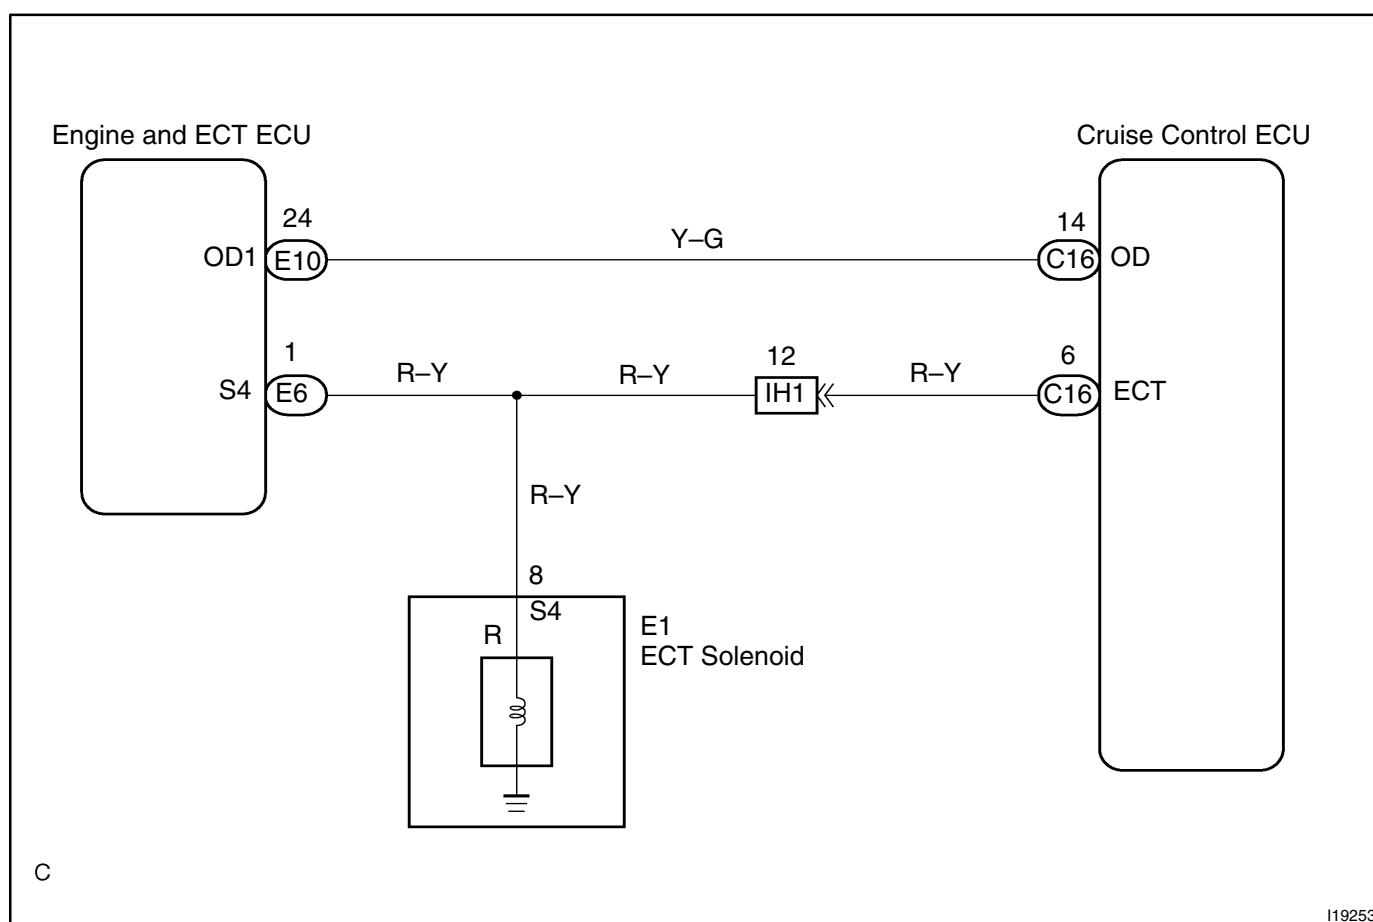 Engine and ECT ECU
Cruise Control ECU
24
14
Y–G
OD1
E10
C16
OD
1
12
6
R–Y
R–Y
R–Y
S4
E6
IH1
C16
ECT
R–Y
8
S4
R
E1
ECT Solenoid
C
I19253